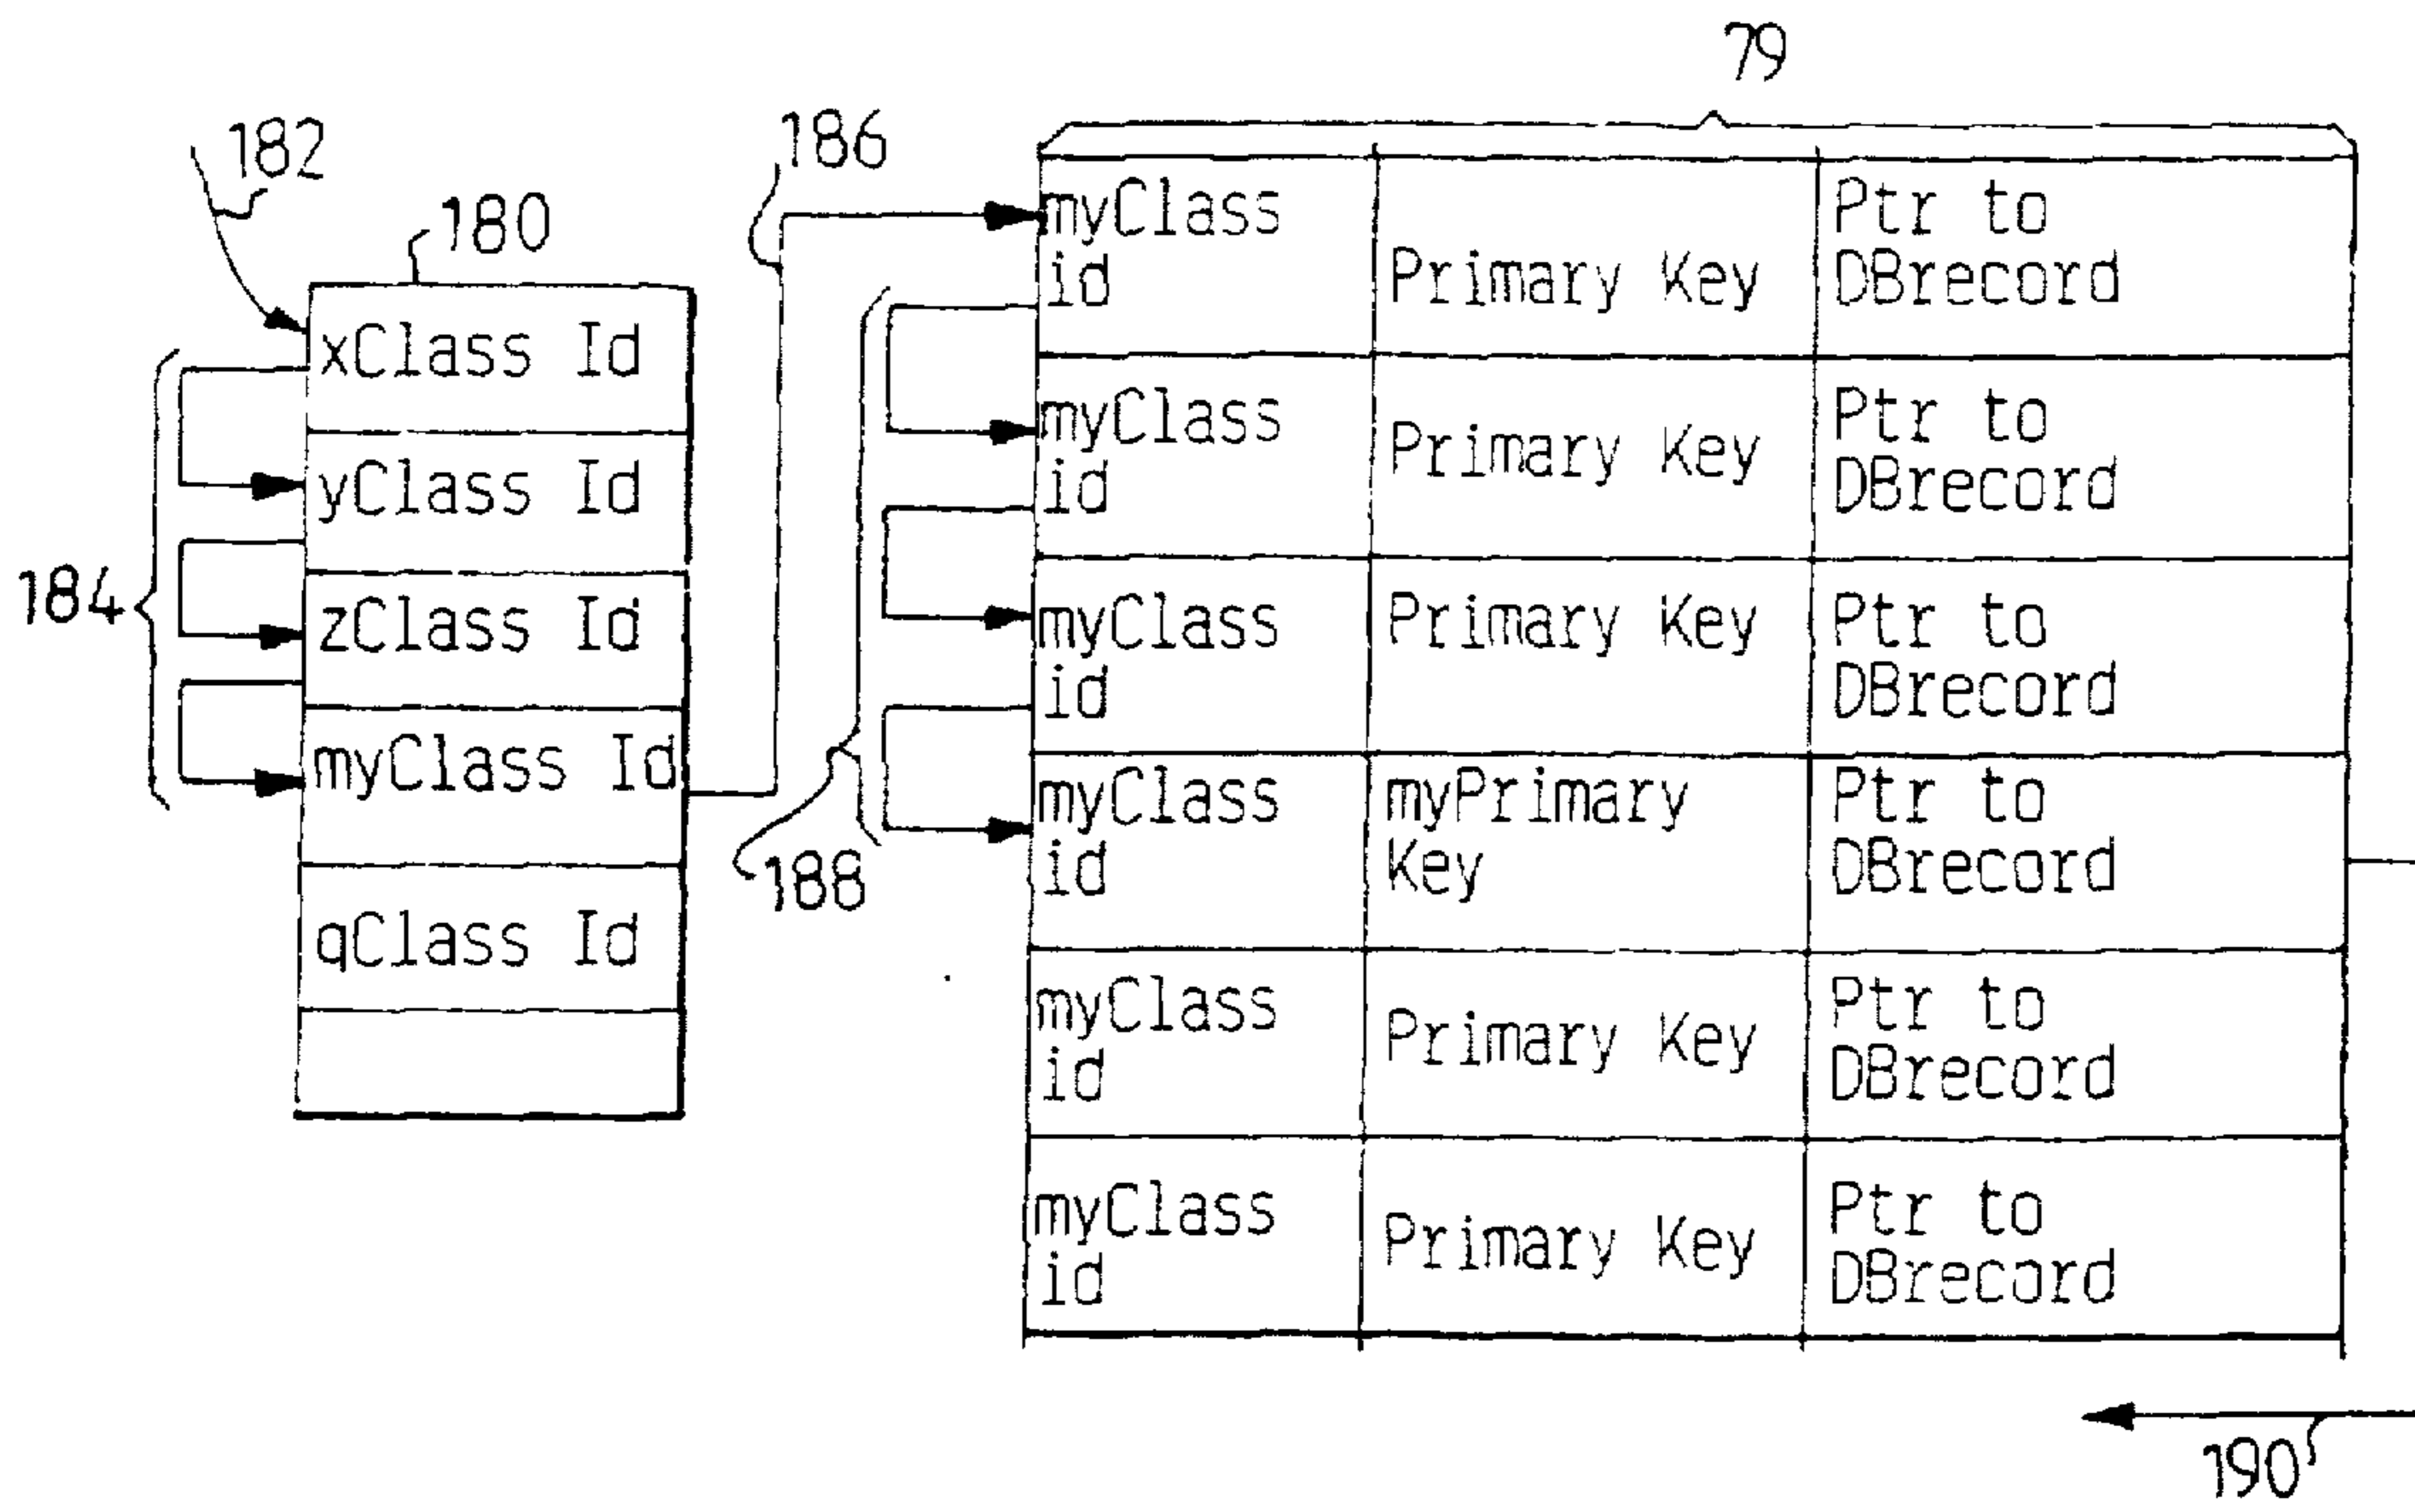 79
182
180
186
184
188
xClass Id
yClass Id
zClass Id
myClass Id
qClass Id
myClass
id
Primary Key
Ptr to
DBrecord
myClass
id
Primary Key
Ptr to
DBrecord
myClass
id
Primary Key
Ptr to
DBrecord
myClass
id
myPrimary
Key
Ptr to
DBrecord
myClass
id
Primary Key
Ptr to
DBrecord
myClass
id
Primary Key
Ptr to
DBrecord
190